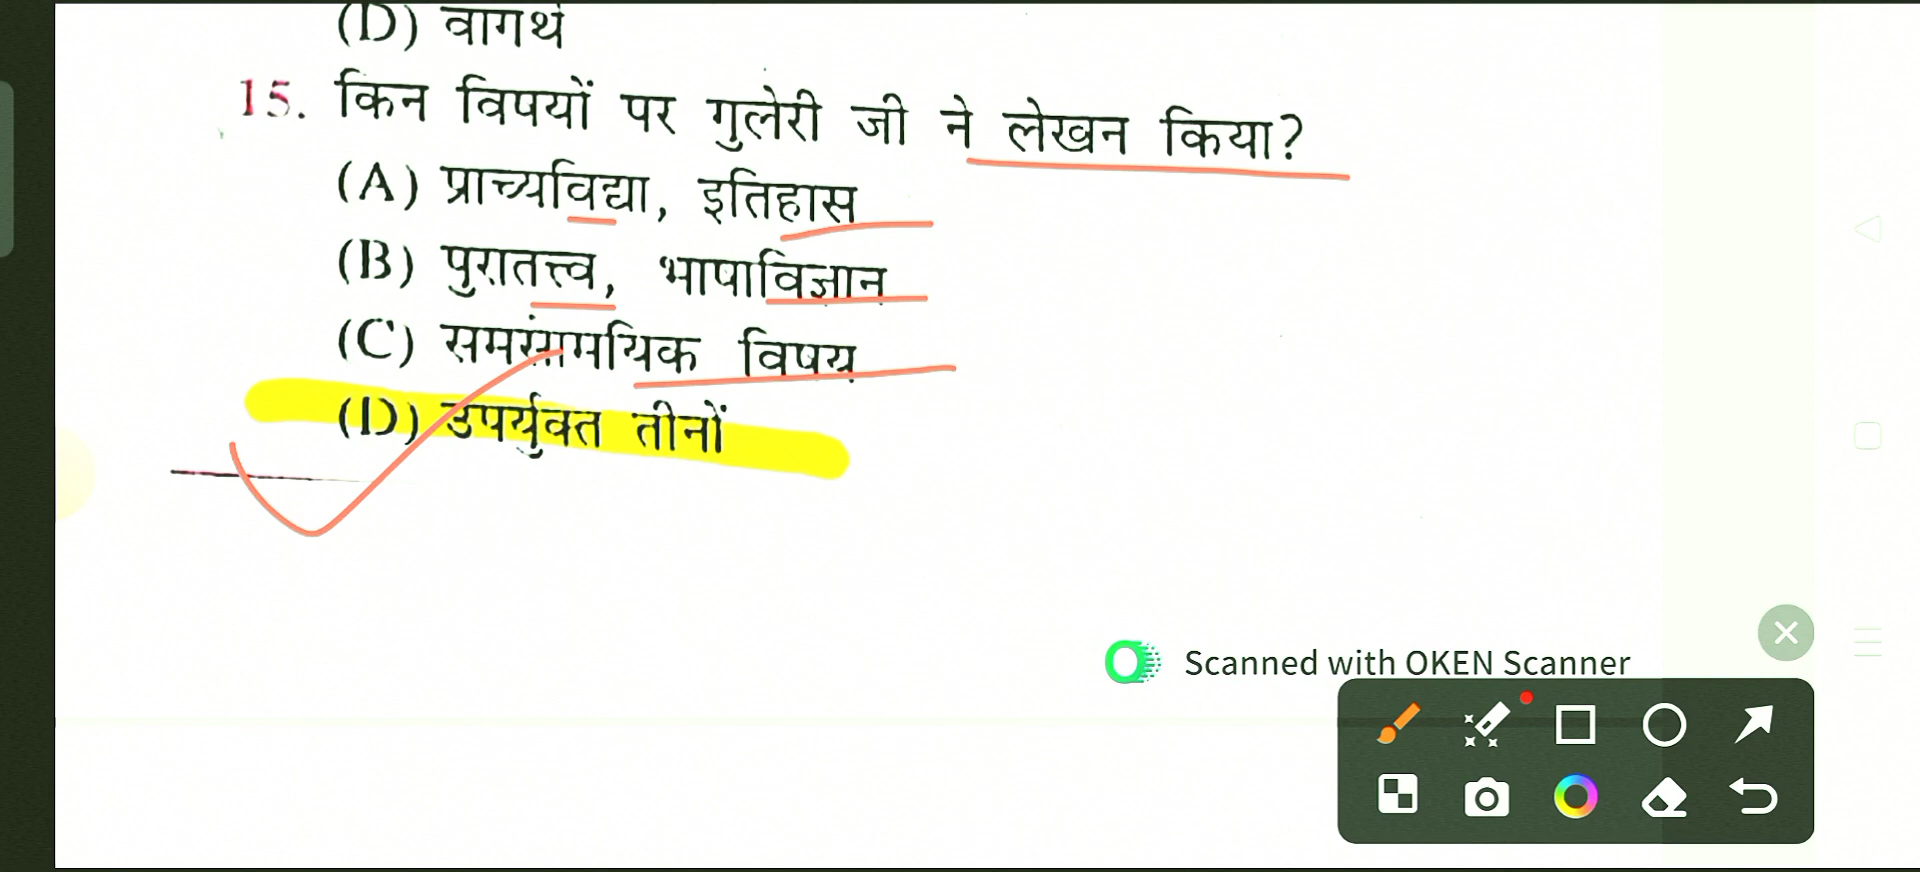 (D) वागर्थ
15. किन विषयों पर गुलेरी जी ने लेखन किया?
(A) प्राच्यविद्या, इतिहास
(B) पुरातत्त्व, भाषाविज्ञान
(C) समसामयिक विषय
(D) उपर्युक्त तीनों
Scanned with OKEN Scanner